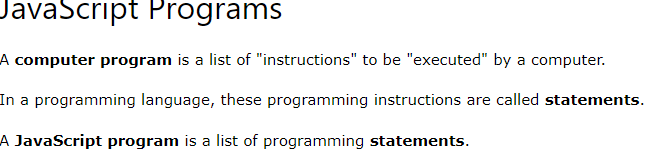 JavaScript Programs
A computer program is a list of "instructions" to be "executed" by a computer.
In a programming language, these programming instructions are called statements.
A JavaScript program is a list of programming statements.